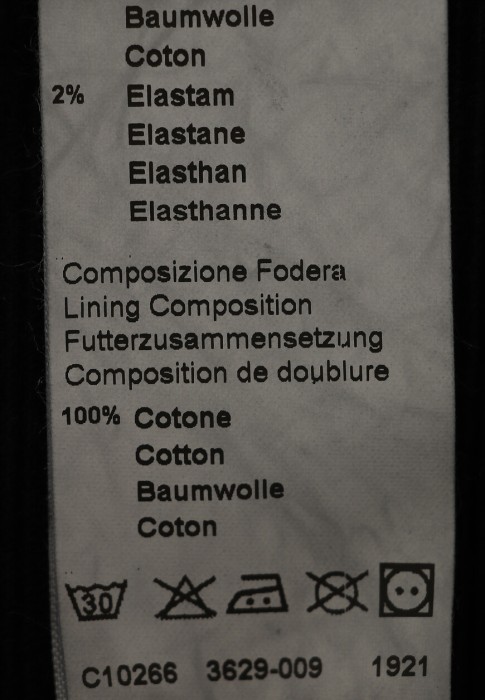 Baumwolle
Coton
2% Elastam
Elastane
Elasthan
Elasthanne
Composizione Fodera
Lining Composition
Futterzusammensetzung
Composition de doublure
100% Cotone
Cotton
Baumwolle
Coton
30
C10266 3629-009 1921